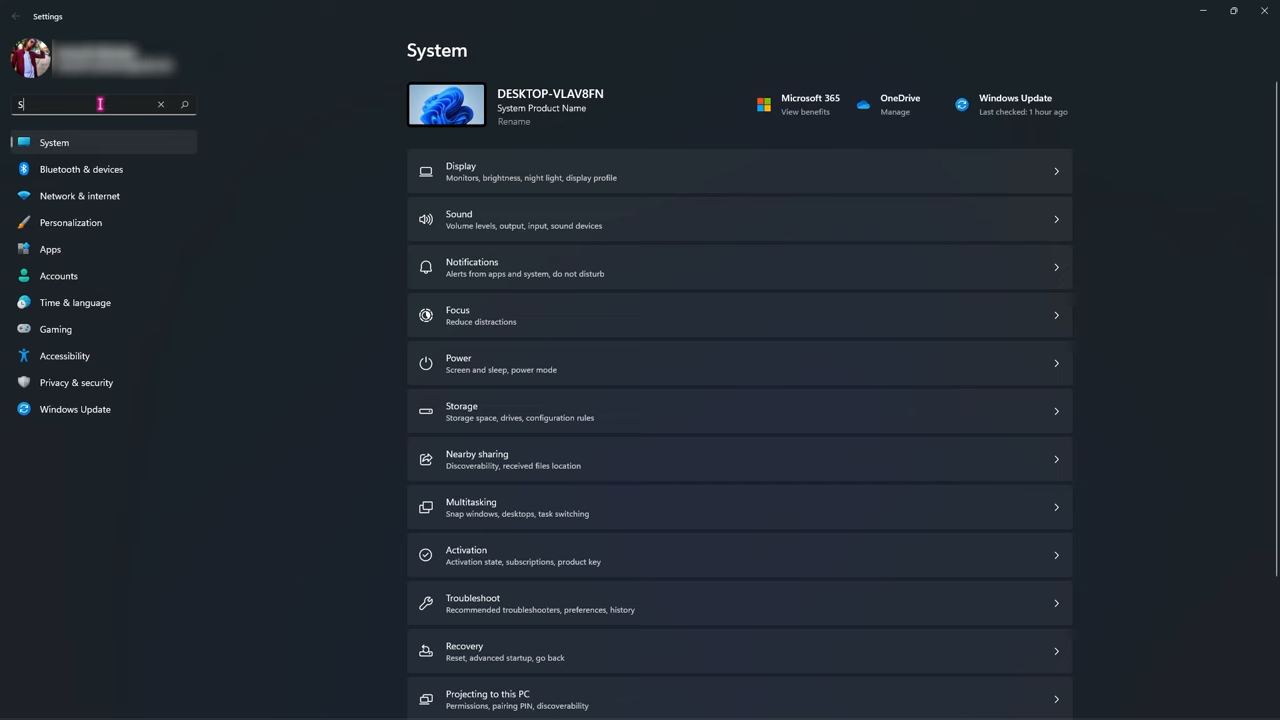 Settings
S
System
Bluetooth & devices
Network & internet
Personalization
Apps
Accounts
Time & language
Gaming
Accessibility
Privacy & security
Windows Update
System
DESKTOP-VLAV8FN
System Product Name
Rename
Microsoft 365
View benefits
OneDrive
Manage
Windows Update
Last checked: 1 hour ago
Display
Monitors, brightness, night light, display profile
Sound
Volume levels, output, input, sound devices
Notifications
Alerts from apps and system, do not disturb
Focus
Reduce distractions
Power
Screen and sleep, power mode
Storage
Storage space, drives, configuration rules
Nearby sharing
Discoverability, received files location
Multitasking
Snap windows, desktops, task switching
Activation
Activation state, subscriptions, product key
Troubleshoot
Recommended troubleshooters, preferences, history
Recovery
Reset, advanced startup, go back
Projecting to this PC
Permissions, pairing PIN, discoverability